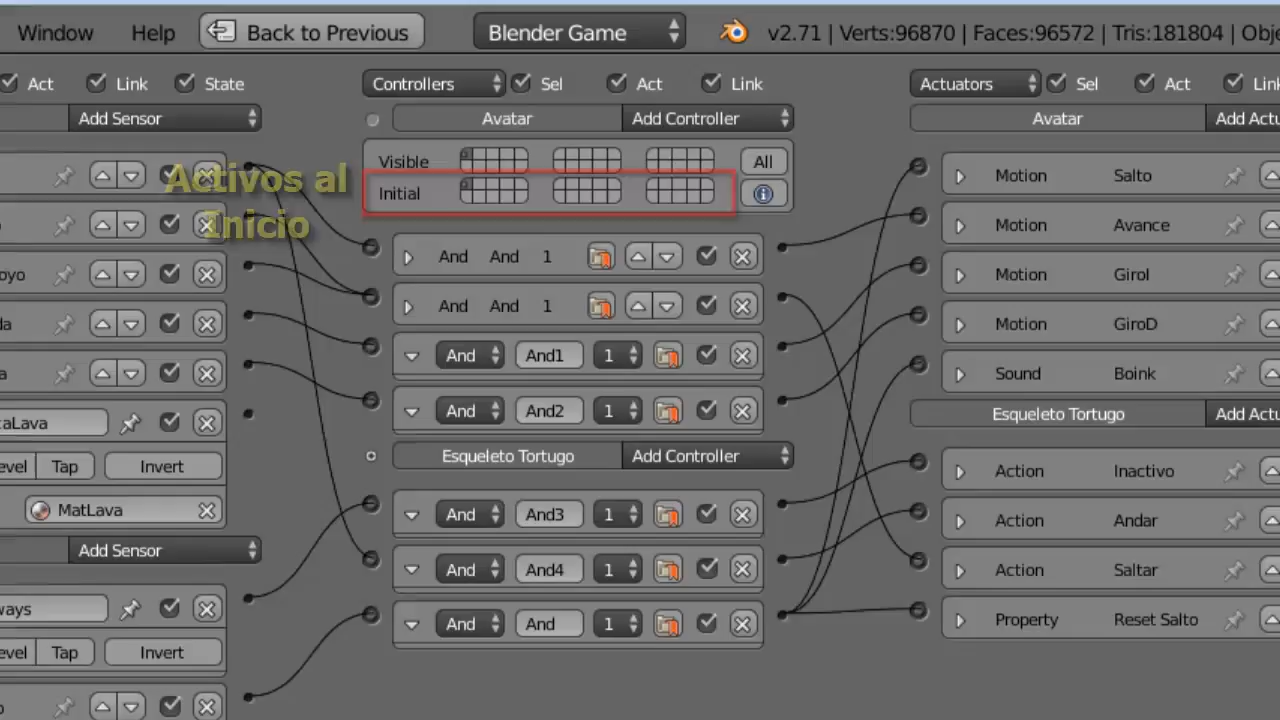 Window Help Back to Previous Blender Game v2.71 | Verts:96870 | Faces:96572 | Tris:181804 | Obje
Act Link State Controllers Sel Act Link Actuators Sel Act Link
Add Sensor Avatar Add Controller Avatar Add Actu
Visible All
Activos al
Inicio
Initial
Motion Salto
Motion Avance
And And 1
oyo Motion GiroI
And And 1
da Motion GiroD
And And1 1
a Sound Boink
And And2 1
taLava Esqueleto Tortugo Add Actu
Esqueleto Tortugo Add Controller
evel Tap Invert Action Inactivo
MatLava And And3 1 Action Andar
Add Sensor
And And4 1 Action Saltar
ways And And 1 Property Reset Salto
evel Tap Invert
o